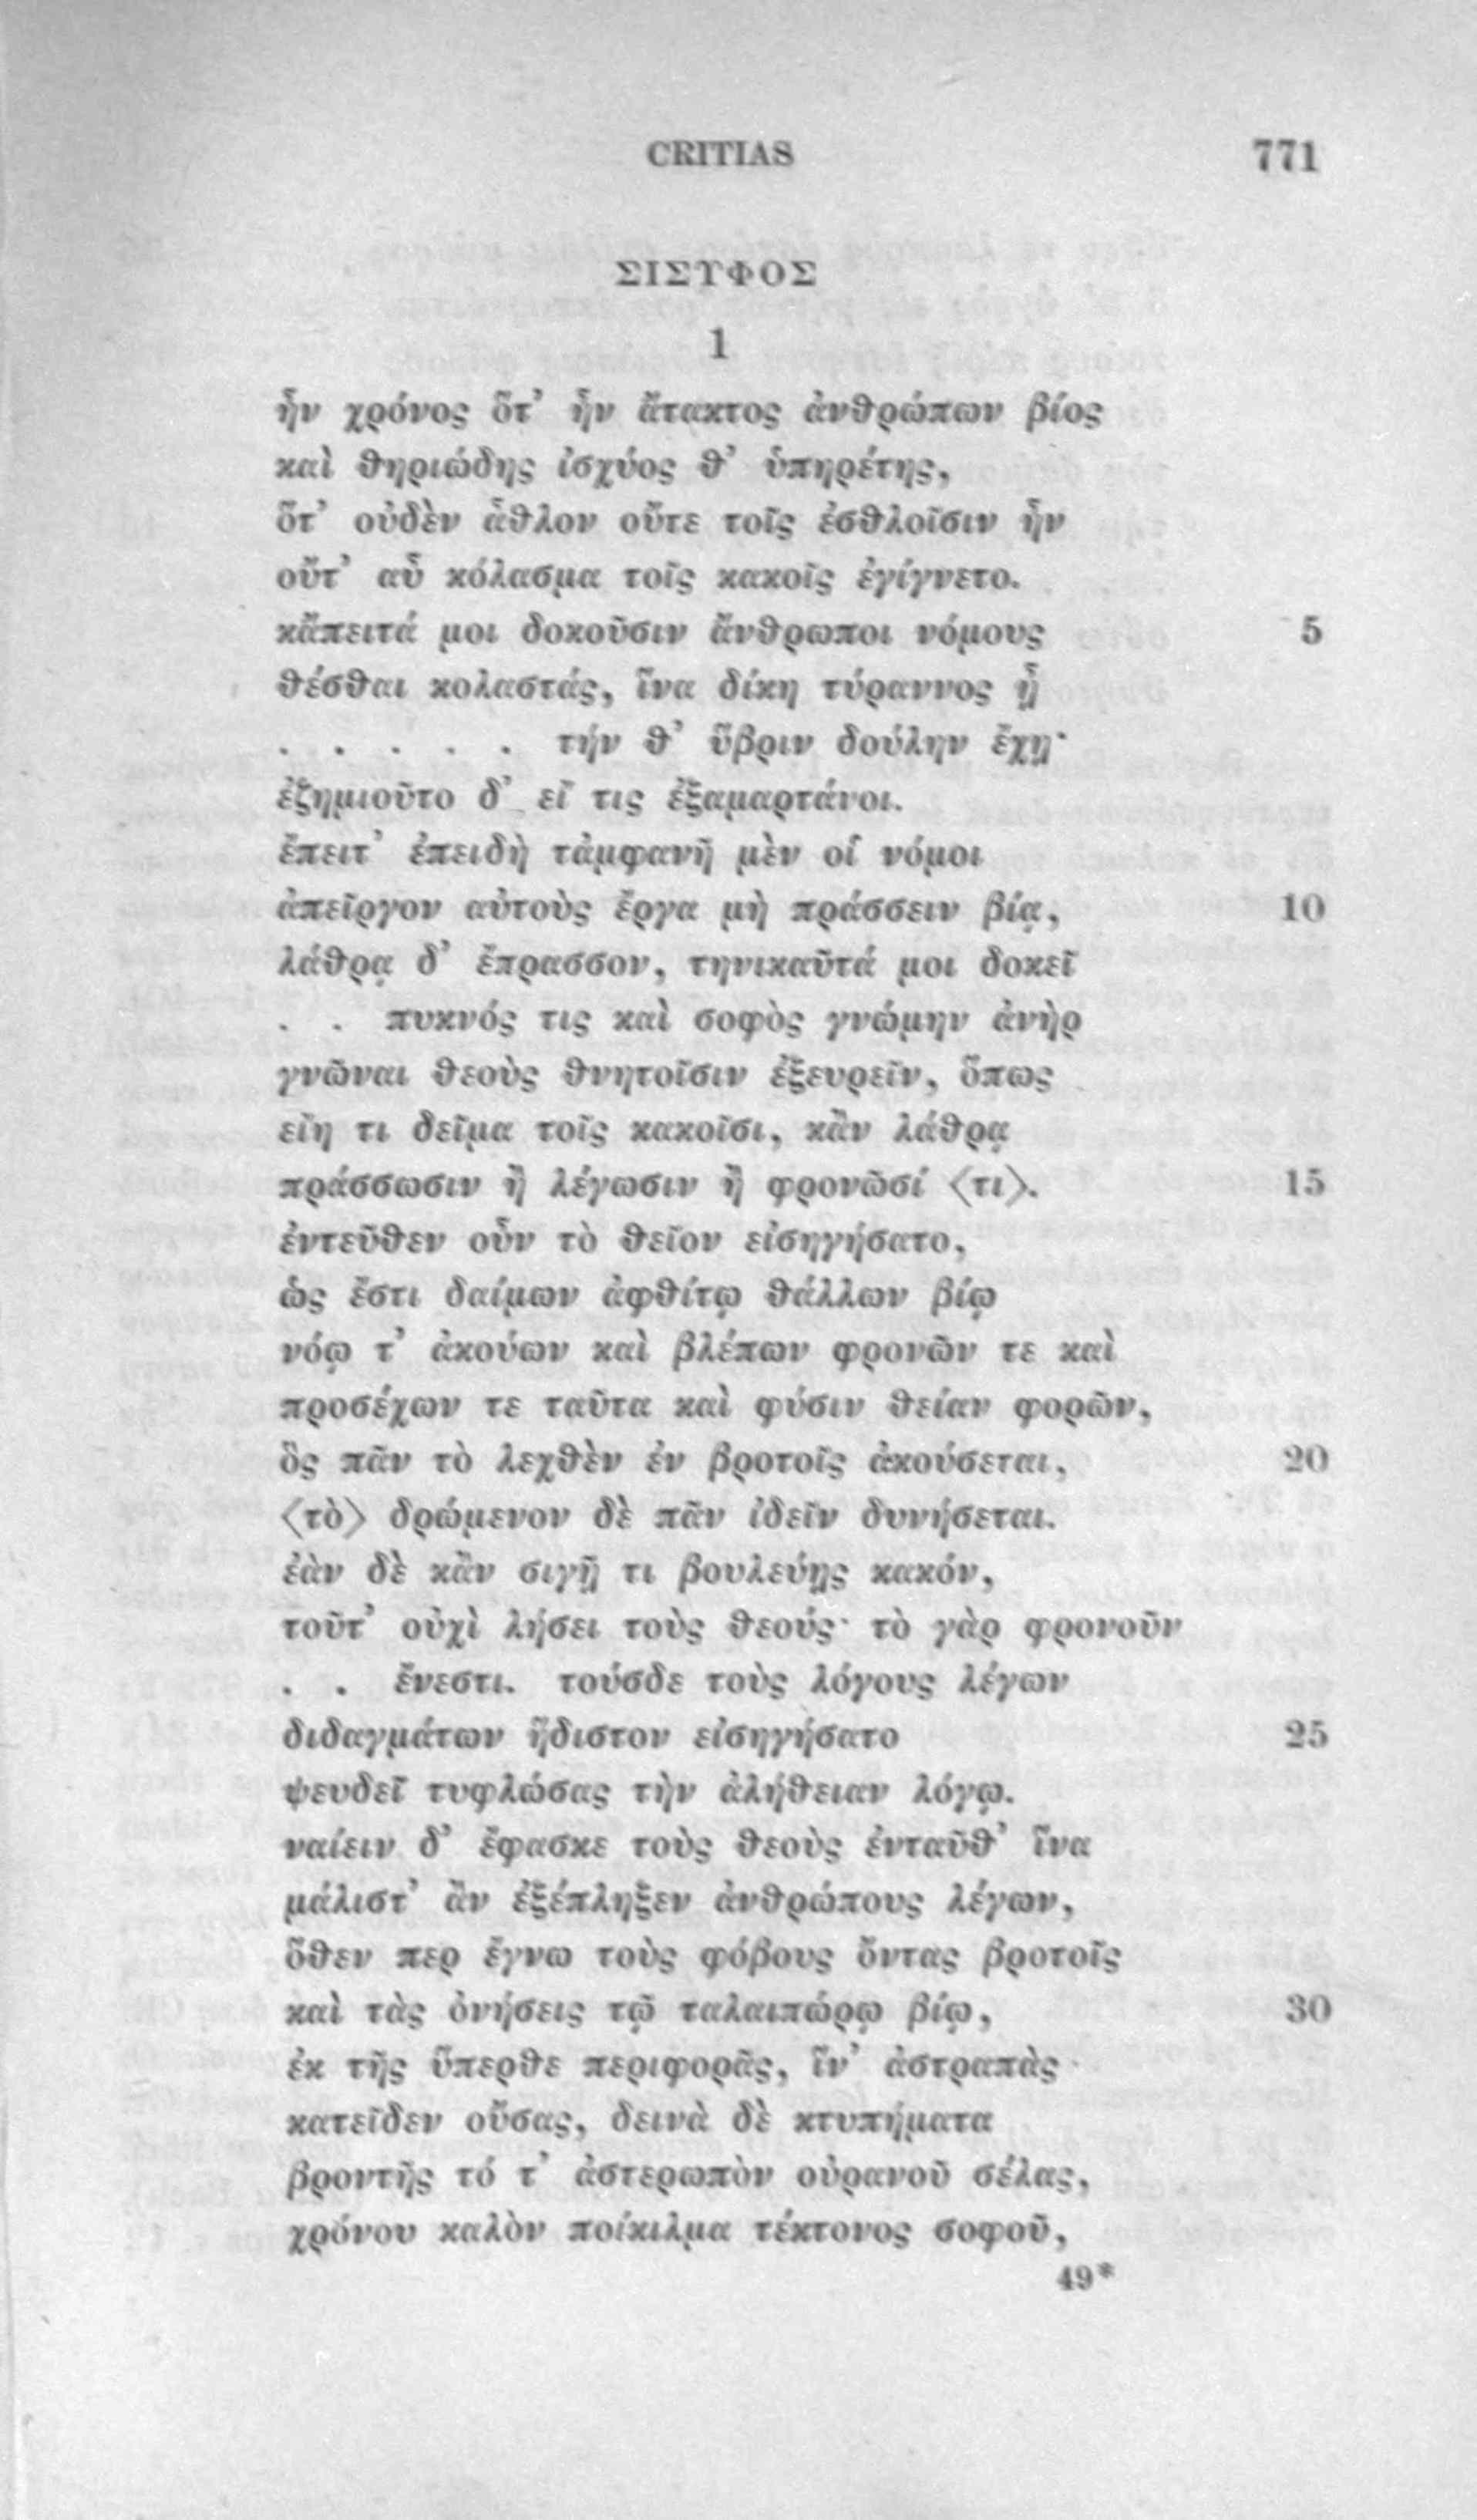 CRITIAS 771
ΣΙΣΥΦΟΣ
1
ἦν χρόνος ὅτ’ ἦν ἄτακτος ἀνθρώπων βίος
καὶ θηριώδης ἰσχύος θ’ ὑπηρέτης,
ὅτ’ οὐδὲν ἆθλον οὔτε τοῖς ἐσθλοῖσιν ἦν
οὔτ’ αὖ κόλασμα τοῖς κακοῖς ἐγίγνετο.
κἄπειτά μοι δοκοῦσιν ἄνθρωποι νόμους 5
θέσθαι κολαστάς, ἵνα δίκη τύραννος ᾖ
. . . . . τήν θ’ ὕβριν δούλην ἔχῃ·
ἐζημιοῦτο δ’ εἴ τις ἐξαμαρτάνοι.
ἔπειτ’ ἐπειδὴ τἀμφανῆ μὲν οἱ νόμοι
ἀπεῖργον αὐτοὺς ἔργα μὴ πράσσειν βίᾳ, 10
λάθρᾳ δ’ ἔπρασσον, τηνικαῦτά μοι δοκεῖ
. . πυκνός τις καὶ σοφὸς γνώμην ἀνὴρ
γνῶναι θεοὺς θνητοῖσιν ἐξευρεῖν, ὅπως
εἴη τι δεῖμα τοῖς κακοῖσι, κἂν λάθρᾳ
πράσσωσιν ἢ λέγωσιν ἢ φρονῶσί ⟨τι⟩. 15
ἐντεῦθεν οὖν τὸ θεῖον εἰσηγήσατο,
ὡς ἔστι δαίμων ἀφθίτῳ θάλλων βίῳ
νόῳ τ’ ἀκούων καὶ βλέπων φρονῶν τε καὶ
προσέχων τε ταῦτα καὶ φύσιν θείαν φορῶν,
ὃς πᾶν τὸ λεχθὲν ἐν βροτοῖς ἀκούσεται, 20
⟨τὸ⟩ δρώμενον δὲ πᾶν ἰδεῖν δυνήσεται.
ἐὰν δὲ κἂν σιγῇ τι βουλεύῃς κακόν,
τοῦτ’ οὐχὶ λήσει τοὺς θεούς· τὸ γὰρ φρονοῦν
. . ἔνεστι. τούσδε τοὺς λόγους λέγων
διδαγμάτων ἥδιστον εἰσηγήσατο 25
ψευδεῖ τυφλώσας τὴν ἀλήθειαν λόγῳ.
ναίειν δ’ ἔφασκε τοὺς θεοὺς ἐνταῦθ’ ἵνα
μάλιστ’ ἂν ἐξέπληξεν ἀνθρώπους λέγων,
ὅθεν περ ἔγνω τοὺς φόβους ὄντας βροτοῖς
καὶ τὰς ὀνήσεις τῷ ταλαιπώρῳ βίῳ, 30
ἐκ τῆς ὕπερθε περιφορᾶς, ἵν’ ἀστραπὰς
κατεῖδεν οὔσας, δεινὰ δὲ κτυπήματα
βροντῆς τό τ’ ἀστερωπὸν οὐρανοῦ σέλας,
χρόνου καλὸν ποίκιλμα τέκτονος σοφοῦ,
49*